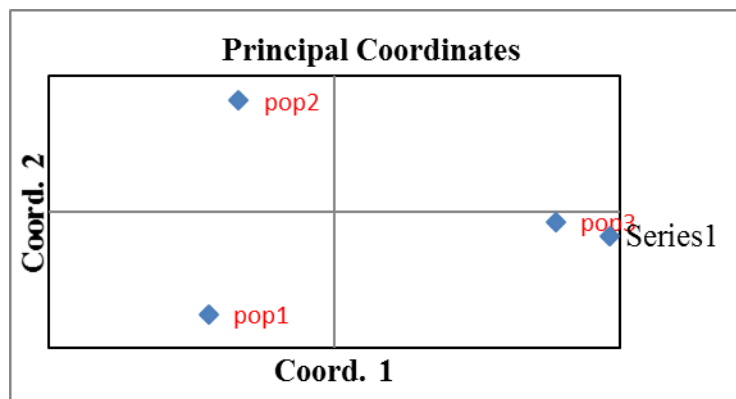 Principal Coordinates
pop2
Coord. 2
pop3
Series1
pop1
Coord. 1